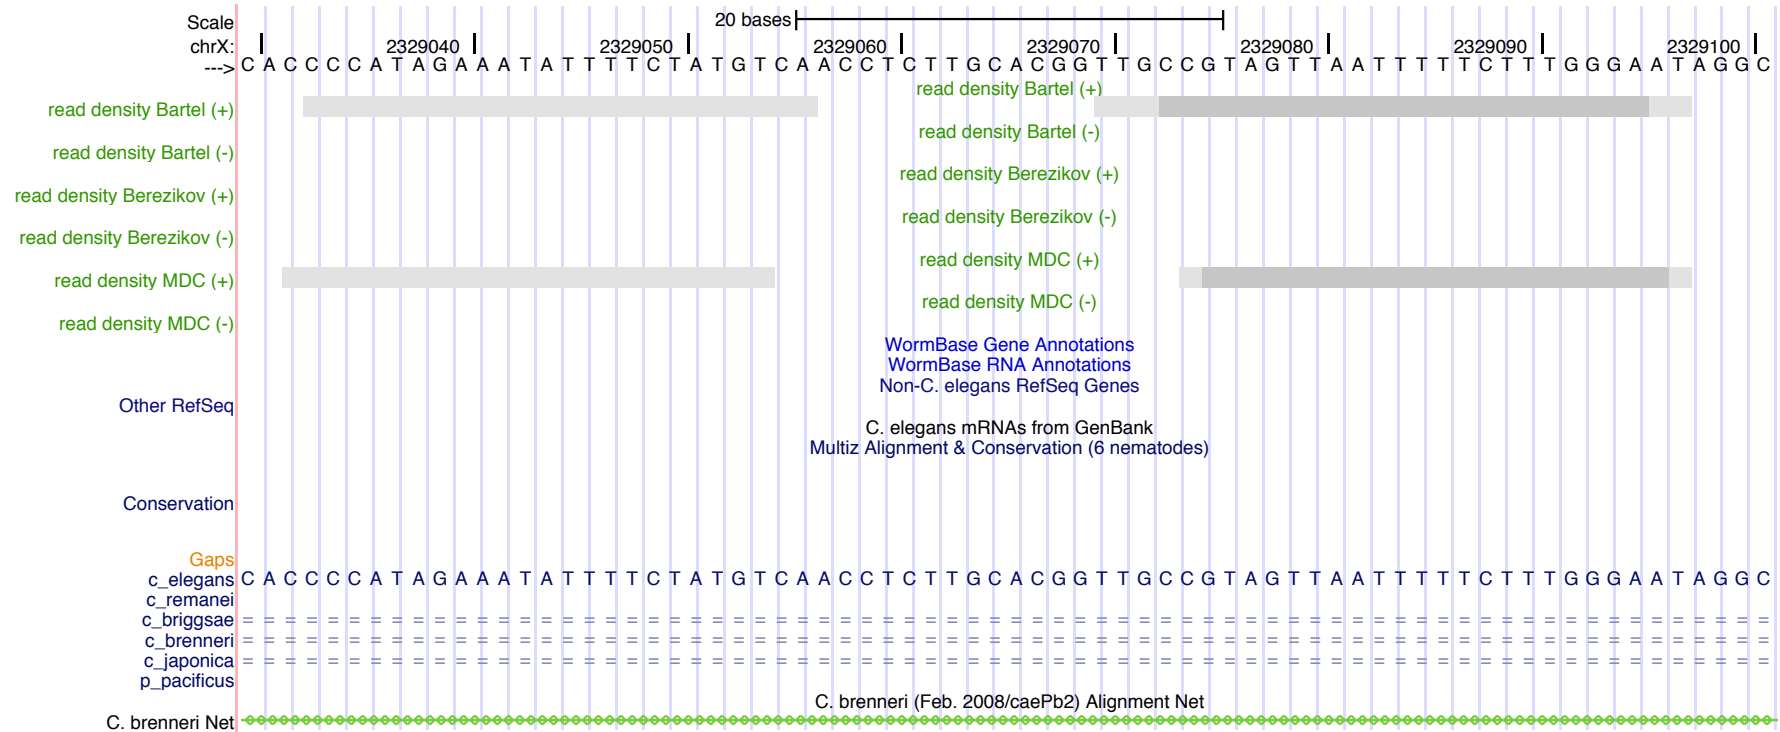 Scale 20 bases
chrX: 2329040 2329050 2329060 2329070 2329080 2329090 2329100
---> C A C C C C A T A G A A A T A T T T T C T A T G T C A A C C T C T T G C A C G G T T G C C G T A G T T A A T T T T T C T T T G G G A A T A G G C
read density Bartel (+)
read density Bartel (+)
read density Bartel (-)
read density Bartel (-)
read density Berezikov (+)
read density Berezikov (+)
read density Berezikov (-)
read density Berezikov (-)
read density MDC (+)
read density MDC (+)
read density MDC (-)
read density MDC (-)
WormBase Gene Annotations
WormBase RNA Annotations
Non-C. elegans RefSeq Genes
Other RefSeq
C. elegans mRNAs from GenBank
Multiz Alignment & Conservation (6 nematodes)
Conservation
Gaps
c_elegans C A C C C C A T A G A A A T A T T T T C T A T G T C A A C C T C T T G C A C G G T T G C C G T A G T T A A T T T T T C T T T G G G A A T A G G C
c_remanei
c_briggsae = = = = = = = = = = = = = = = = = = = = = = = = = = = = = = = = = = = = = = = = = = = = = = = = = = = = = = = = = = = = = = = = = = = = = = = =
c_brenneri = = = = = = = = = = = = = = = = = = = = = = = = = = = = = = = = = = = = = = = = = = = = = = = = = = = = = = = = = = = = = = = = = = = = = = = =
c_japonica = = = = = = = = = = = = = = = = = = = = = = = = = = = = = = = = = = = = = = = = = = = = = = = = = = = = = = = = = = = = = = = = = = = = = = = =
p_pacificus
C. brenneri (Feb. 2008/caePb2) Alignment Net
C. brenneri Net